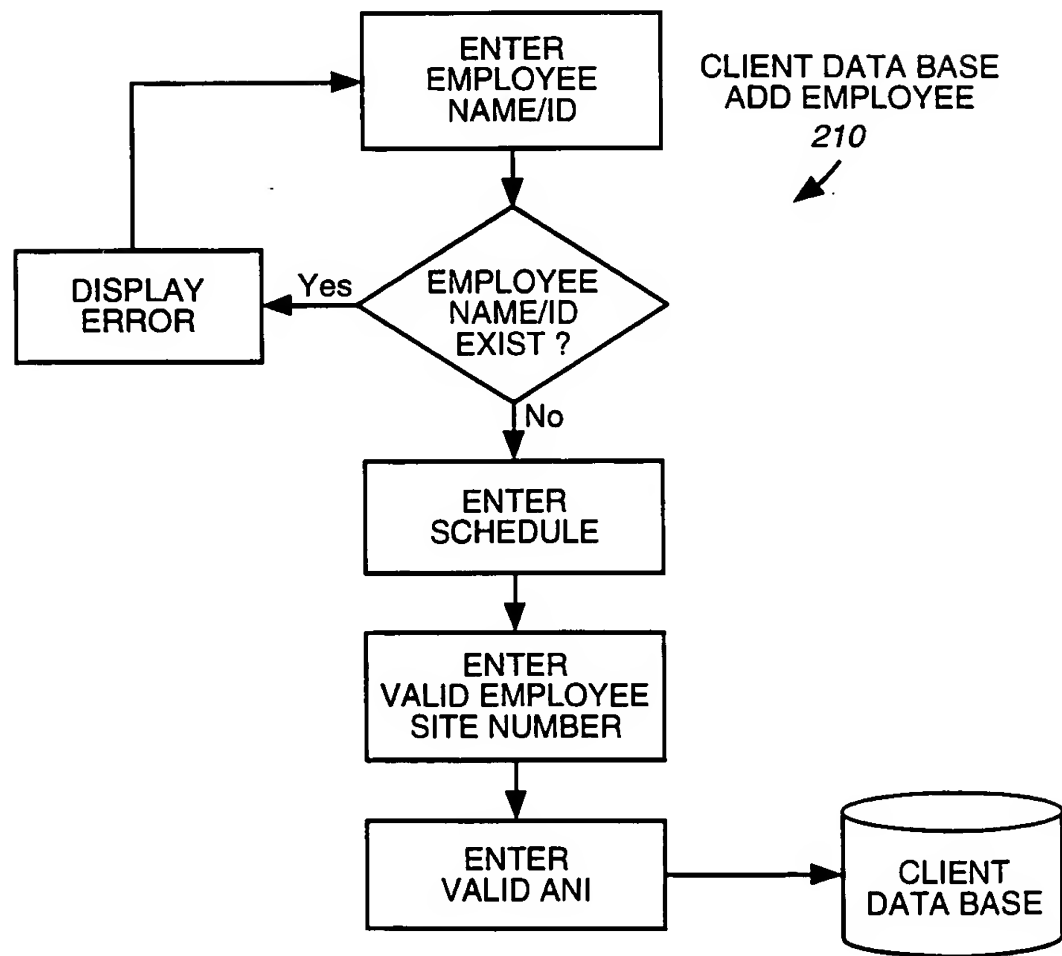 ENTER
EMPLOYEE
NAME/ID
CLIENT DATA BASE
ADD EMPLOYEE
210
DISPLAY
ERROR
Yes
EMPLOYEE
NAME/ID
EXIST ?
No
ENTER
SCHEDULE
ENTER
VALID EMPLOYEE
SITE NUMBER
ENTER
VALID ANI
CLIENT
DATA BASE